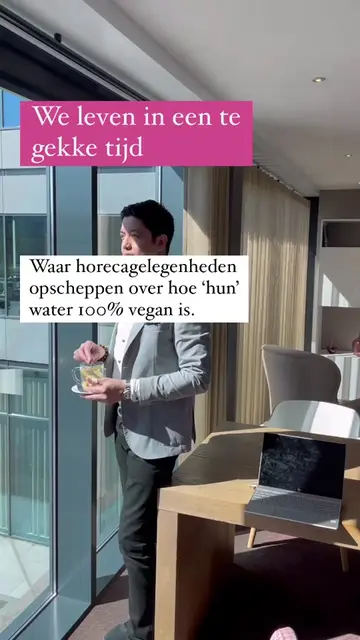 We leven in een te
gekke tijd
Waar horecagelegenheden
opscheppen over hoe ‘hun’
water 100% vegan is.